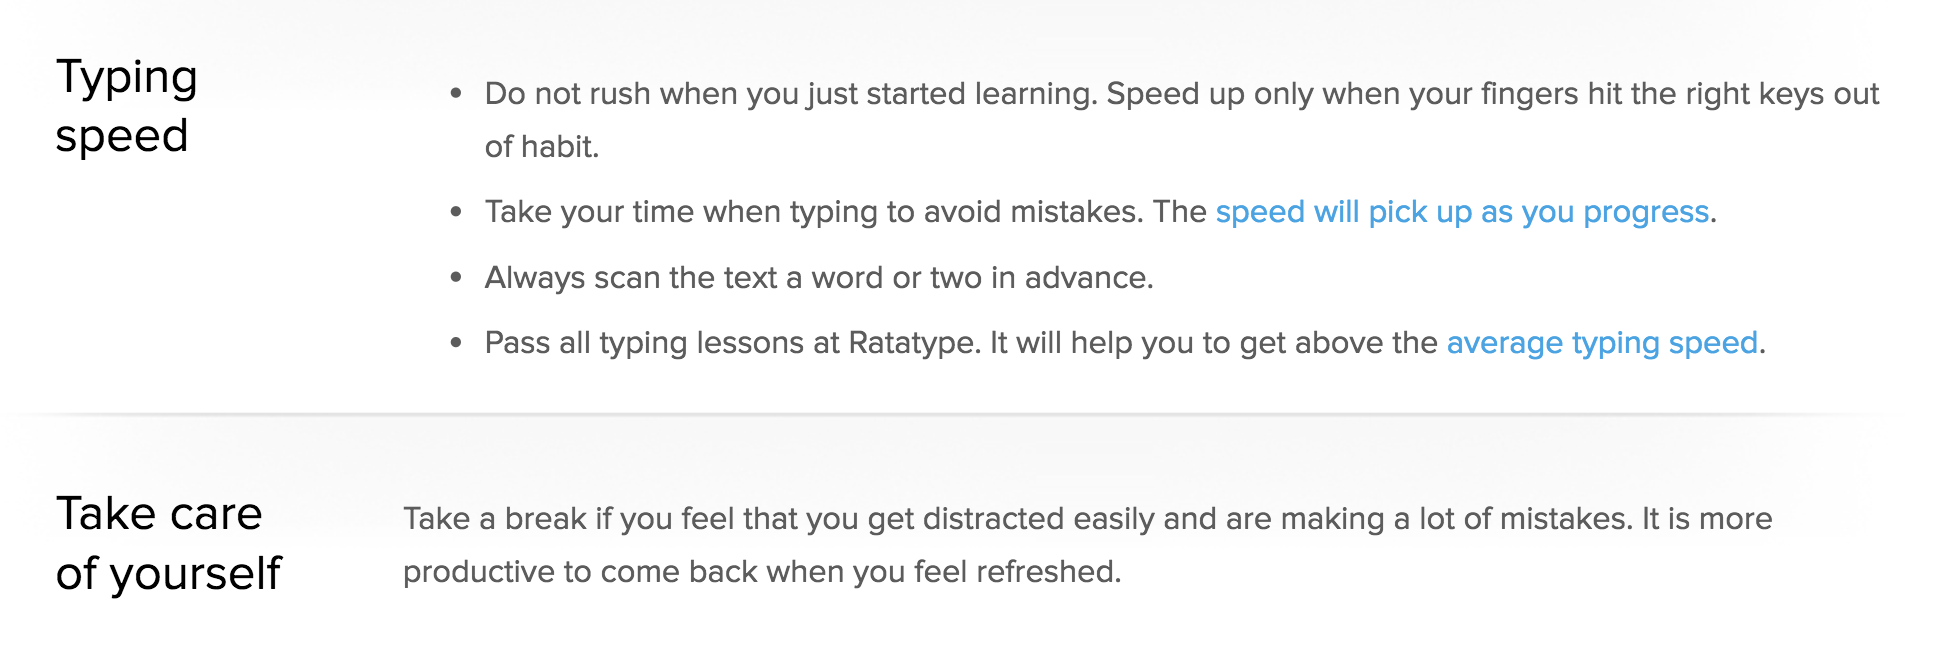 Typing
speed
• Do not rush when you just started learning. Speed up only when your fingers hit the right keys out
of habit.
• Take your time when typing to avoid mistakes. The speed will pick up as you progress.
• Always scan the text a word or two in advance.
• Pass all typing lessons at Ratatype. It will help you to get above the average typing speed.
Take care
of yourself
Take a break if you feel that you get distracted easily and are making a lot of mistakes. It is more
productive to come back when you feel refreshed.